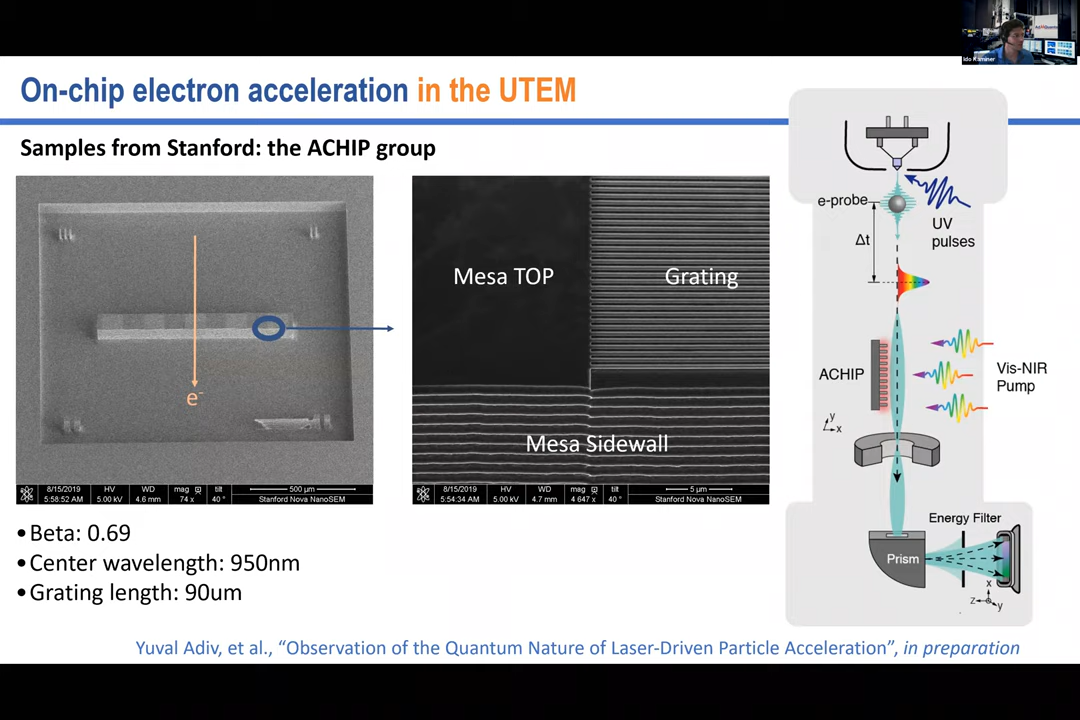 On-chip electron acceleration in the UTEM
Ido Kaminer
Samples from Stanford: the ACHIP group
e-
8/15/2019 HV WD mag tilt 500 µm
5:58:52 AM 5.00 kV 4.6 mm 74 x 40 ° Stanford Nova NanoSEM
Mesa TOP
Grating
Mesa Sidewall
8/15/2019 HV WD mag tilt 5 µm
5:54:34 AM 5.00 kV 4.7 mm 4 647 x 40 ° Stanford Nova NanoSEM
e-probe
UV
pulses
Δt
ACHIP
Vis-NIR
Pump
y
x
Energy Filter
Prism
x
z
y
•Beta: 0.69
•Center wavelength: 950nm
•Grating length: 90um
Yuval Adiv, et al., “Observation of the Quantum Nature of Laser-Driven Particle Acceleration”, in preparation